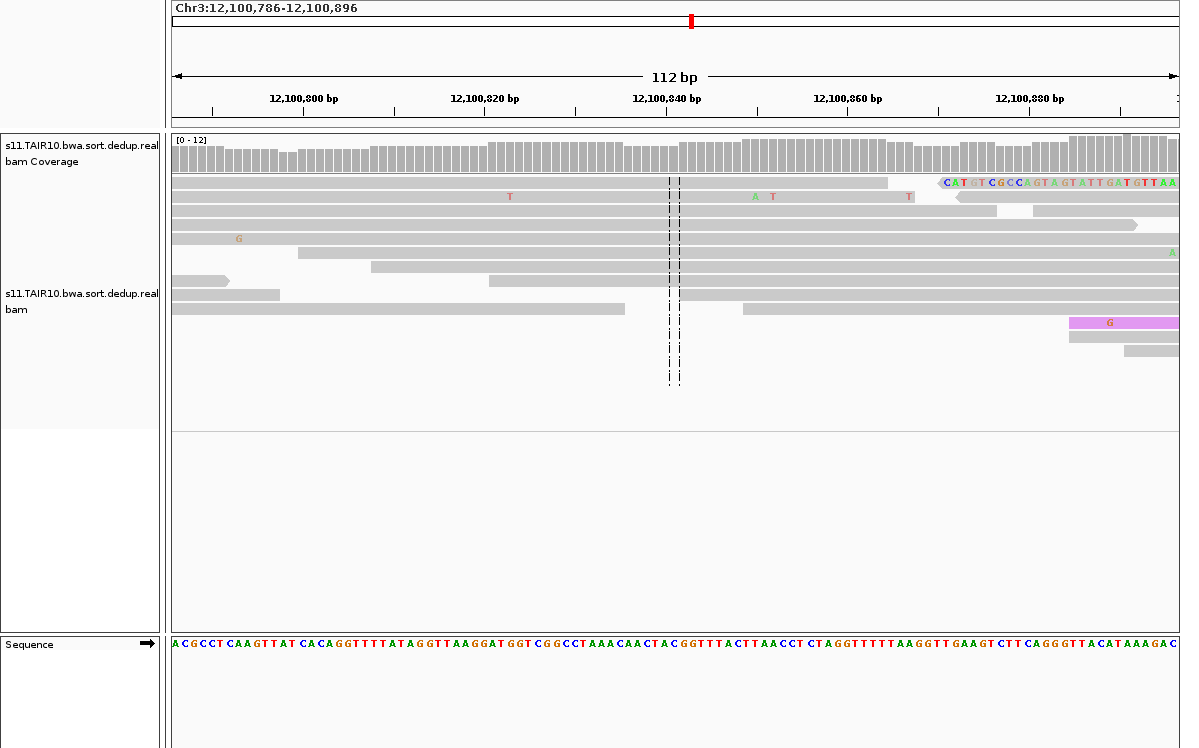 Chr3:12,100,786-12,100,896
112 bp
12,100,800 bp 12,100,820 bp 12,100,840 bp 12,100,860 bp 12,100,880 bp
s11.TAIR10.bwa.sort.dedup.real
bam Coverage
[0 - 12]
CATGTCGCCAGTAGTATTGATGTTAA
T A T T
G
A
s11.TAIR10.bwa.sort.dedup.real
bam
G
Sequence
ACGCCTCAAGTTATCACAGGTTTTATAGGTTAAGGATGGTCGGCCTAAACAACTACGGTTTACTTAACCTCTAGGTTTTTAAGGTTGAAGTCTTCAGGGTTACATAAAGAC